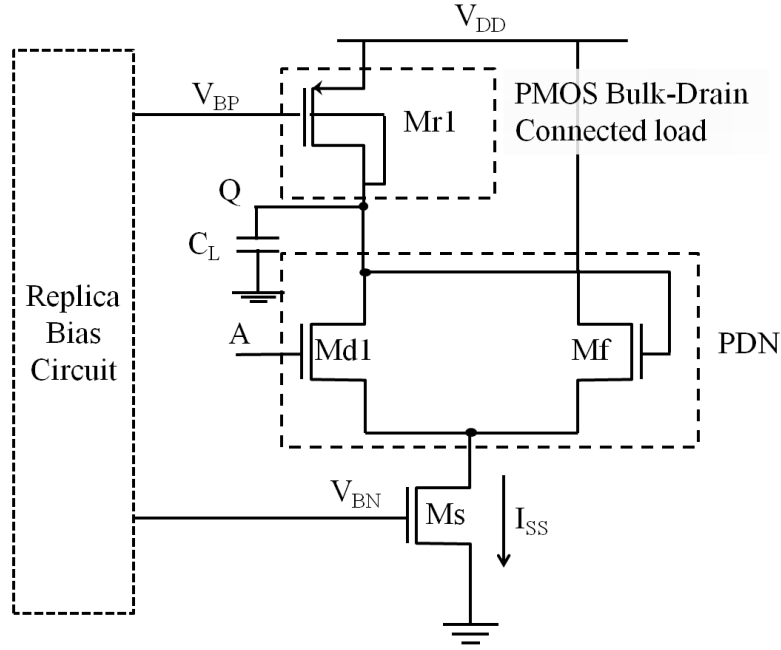 V_DD
V_BP
Mr1
PMOS Bulk-Drain
Connected load
Q
C_L
Replica
Bias
Circuit
A
Md1
Mf
PDN
V_BN
Ms
I_SS